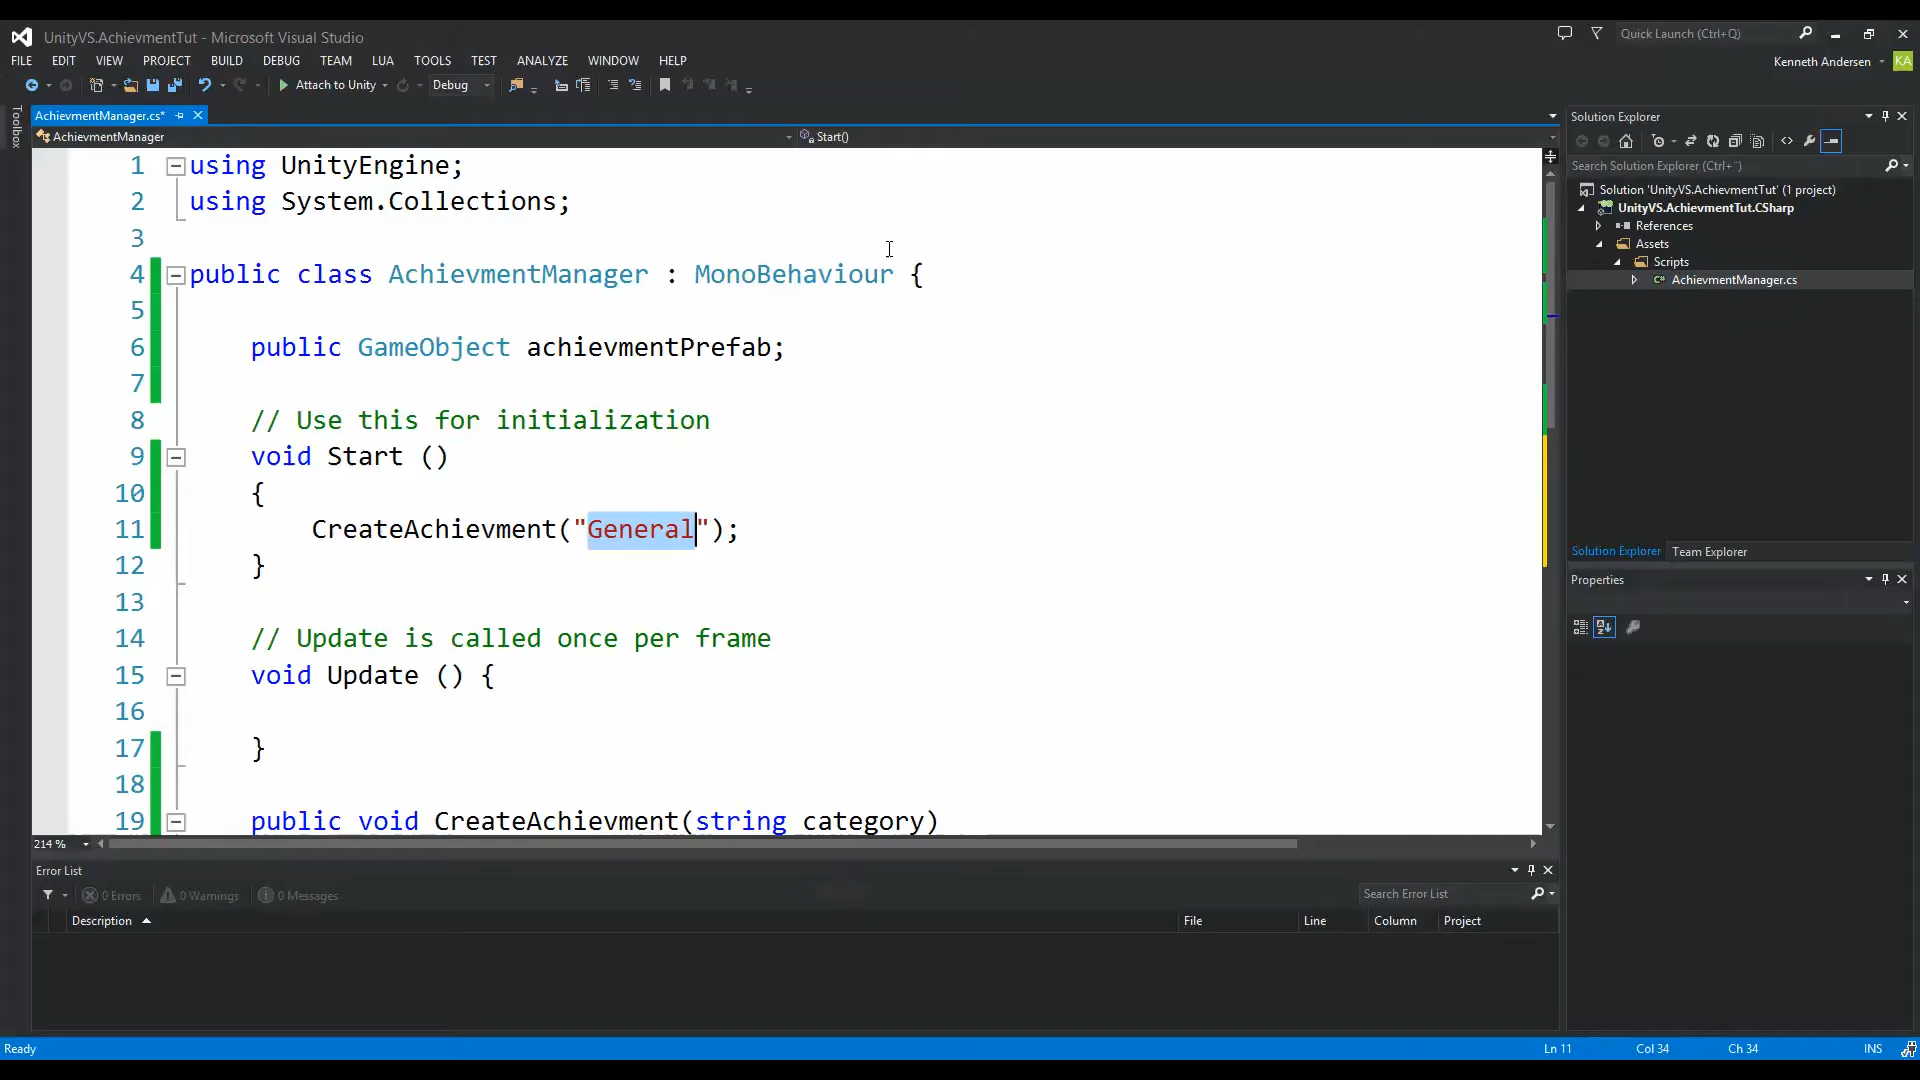 UnityVS.AchievmentTut - Microsoft Visual Studio
Quick Launch (Ctrl+Q)
FILE EDIT VIEW PROJECT BUILD DEBUG TEAM LUA TOOLS TEST ANALYZE WINDOW HELP
Kenneth Andersen KA
Attach to Unity Debug
Toolbox
AchievmentManager.cs*
AchievmentManager Start()
1 using UnityEngine;
2 using System.Collections;
3
4 public class AchievmentManager : MonoBehaviour {
5
6 public GameObject achievmentPrefab;
7
8 // Use this for initialization
9 void Start ()
10 {
11 CreateAchievment("General");
12 }
13
14 // Update is called once per frame
15 void Update () {
16
17 }
18
19 public void CreateAchievment(string category)
214 %
Solution Explorer
Search Solution Explorer (Ctrl+¨)
Solution 'UnityVS.AchievmentTut' (1 project)
UnityVS.AchievmentTut.CSharp
References
Assets
Scripts
AchievmentManager.cs
Solution Explorer Team Explorer
Properties
Error List
0 Errors 0 Warnings 0 Messages
Search Error List
Description File Line Column Project
Ready Ln 11 Col 34 Ch 34 INS